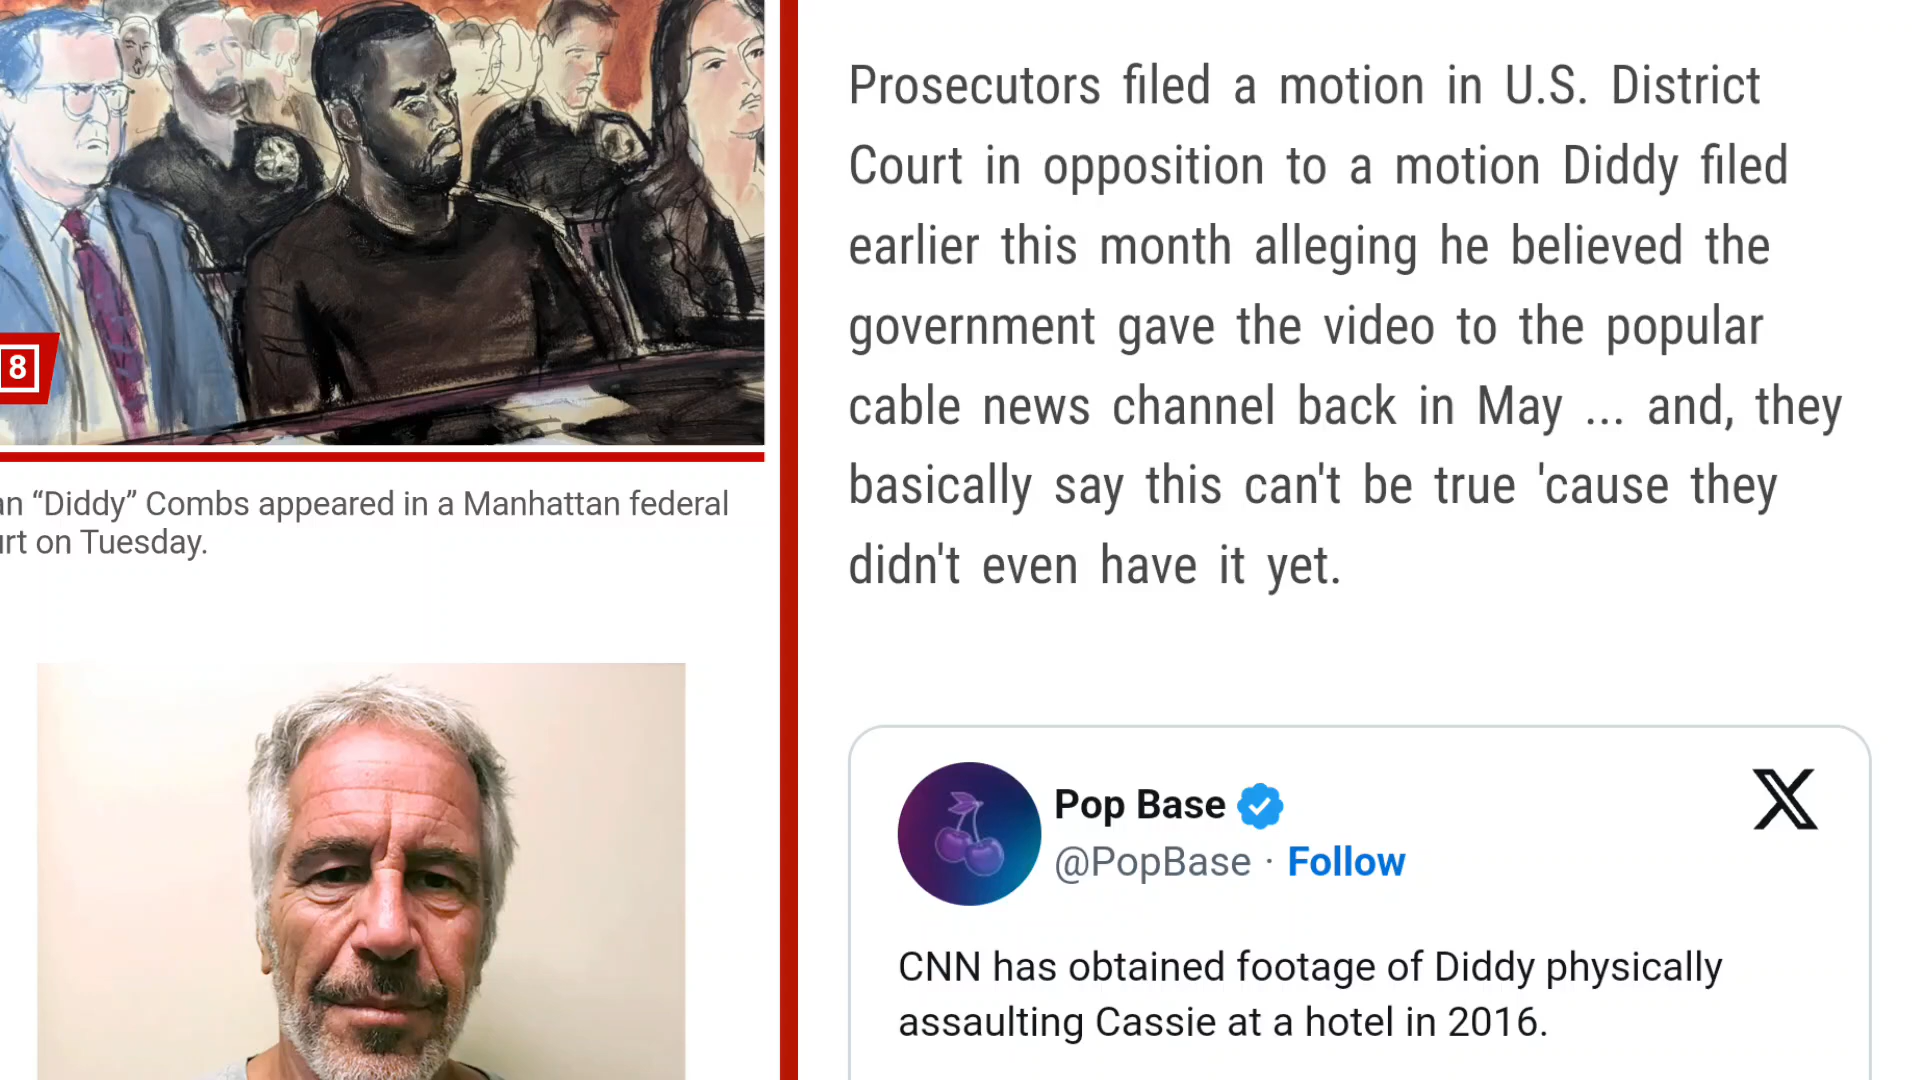 8
an “Diddy” Combs appeared in a Manhattan federal
urt on Tuesday.
Prosecutors filed a motion in U.S. District
Court in opposition to a motion Diddy filed
earlier this month alleging he believed the
government gave the video to the popular
cable news channel back in May ... and, they
basically say this can't be true 'cause they
didn't even have it yet.
Pop Base
@PopBase · Follow
CNN has obtained footage of Diddy physically
assaulting Cassie at a hotel in 2016.